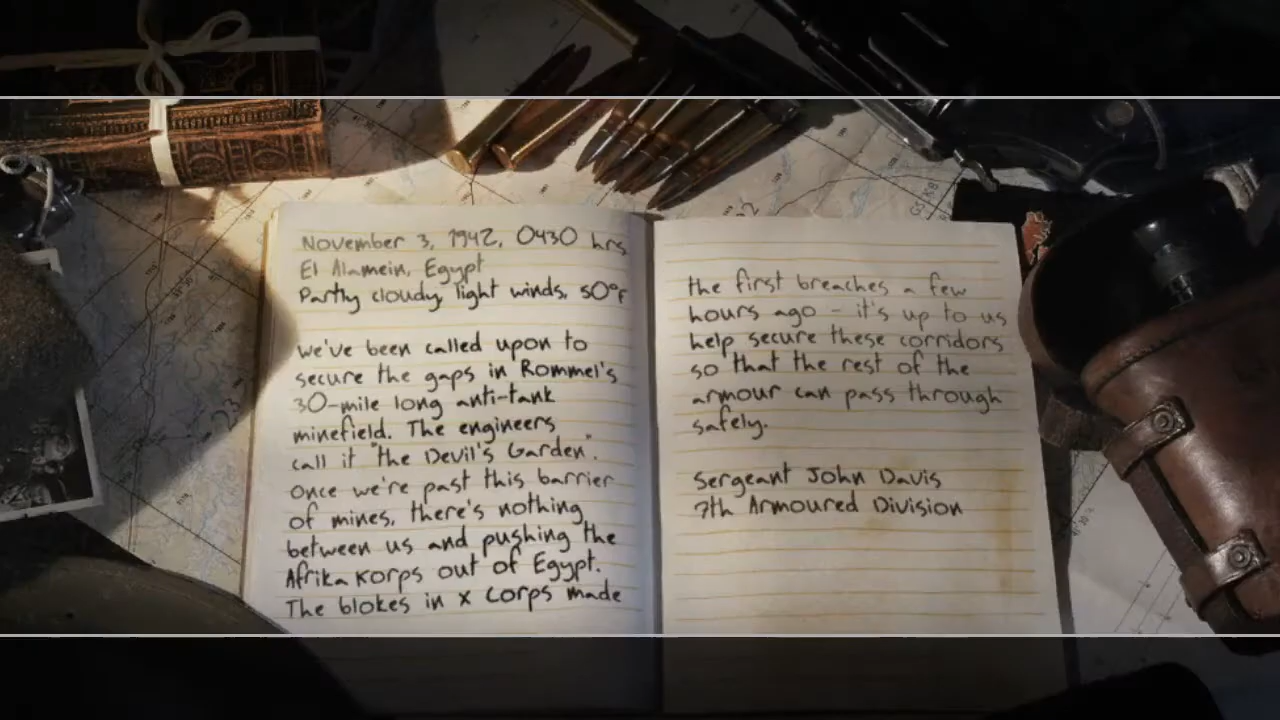 November 3, 1942, 0430 hrs
El Alamein, Egypt
Partly cloudy, light winds, 50°F
We've been called upon to
secure the gaps in Rommel's
30-mile long anti-tank
minefield. The engineers
call it "the Devil's Garden".
Once we're past this barrier
of mines, there's nothing
between us and pushing the
Afrika Korps out of Egypt.
The blokes in X Corps made
the first breaches a few
hours ago - it's up to us
help secure these corridors
so that the rest of the
armour can pass through
safely.
Sergeant John Davis
7th Armoured Division